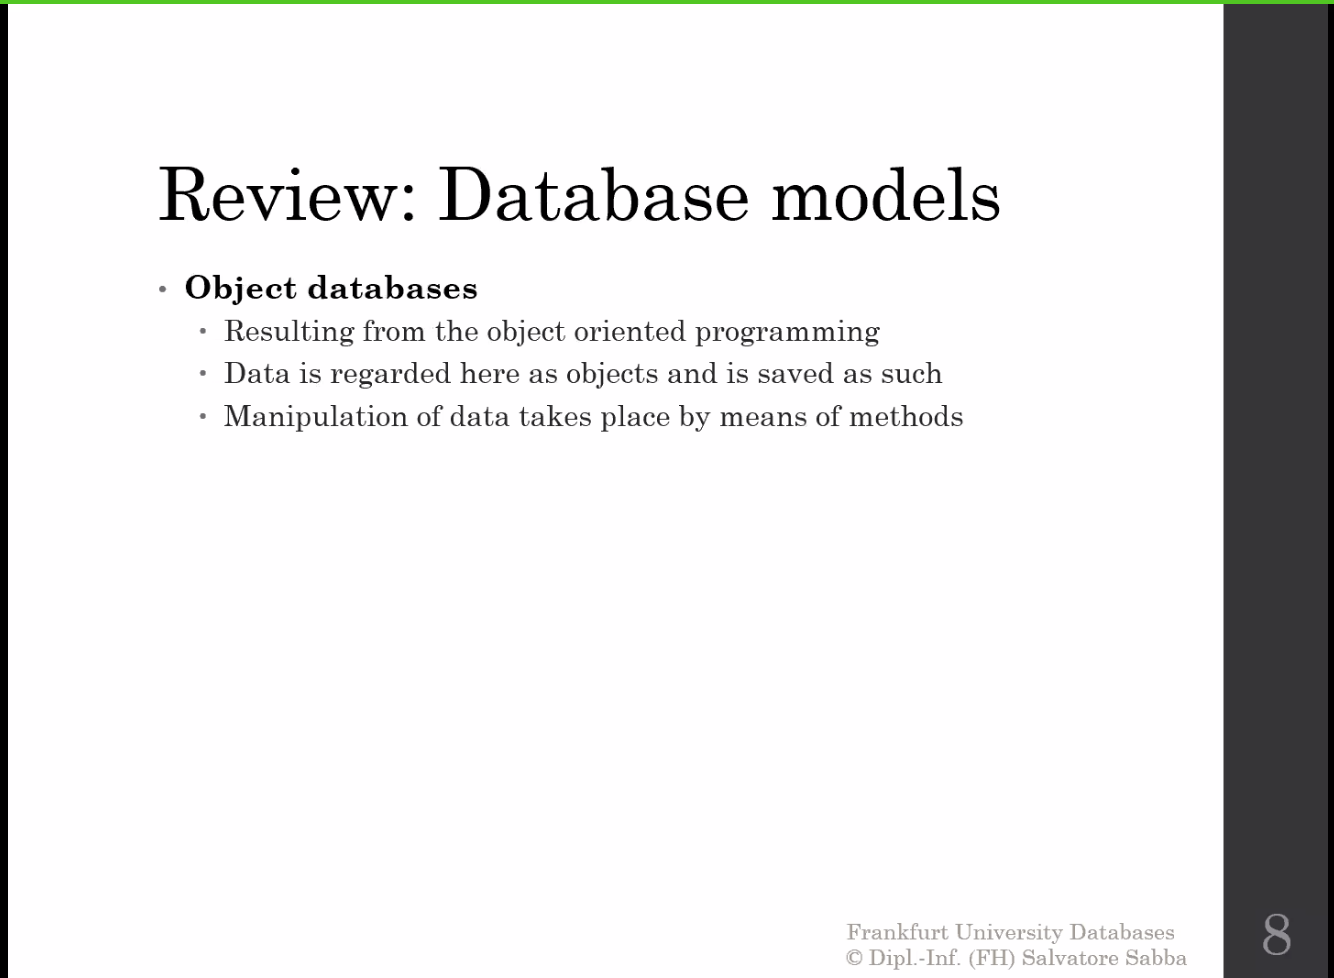 Review: Database models
• Object databases
• Resulting from the object oriented programming
• Data is regarded here as objects and is saved as such
• Manipulation of data takes place by means of methods
Frankfurt University Databases
© Dipl.-Inf. (FH) Salvatore Sabba
8